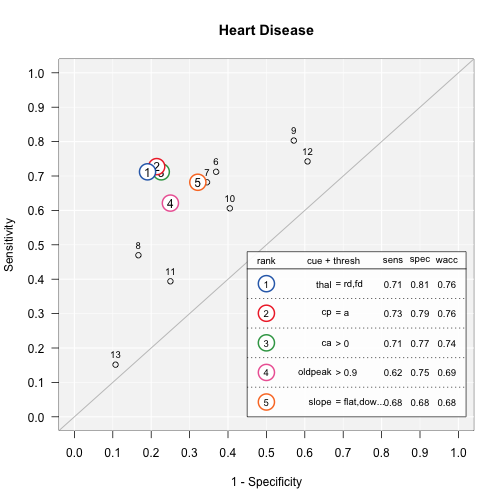 Heart Disease
Sensitivity
1.0
0.9
0.8
0.7
0.6
0.5
0.4
0.3
0.2
0.1
0.0
9
12
6
7
2
3
1
5
4
10
8
11
13
rank cue + thresh sens spec wacc
1 thal = rd,fd 0.71 0.81 0.76
2 cp = a 0.73 0.79 0.76
3 ca > 0 0.71 0.77 0.74
4 oldpeak > 0.9 0.62 0.75 0.69
5 slope = flat,dow... 0.68 0.68 0.68
0.0 0.1 0.2 0.3 0.4 0.5 0.6 0.7 0.8 0.9 1.0
1 - Specificity